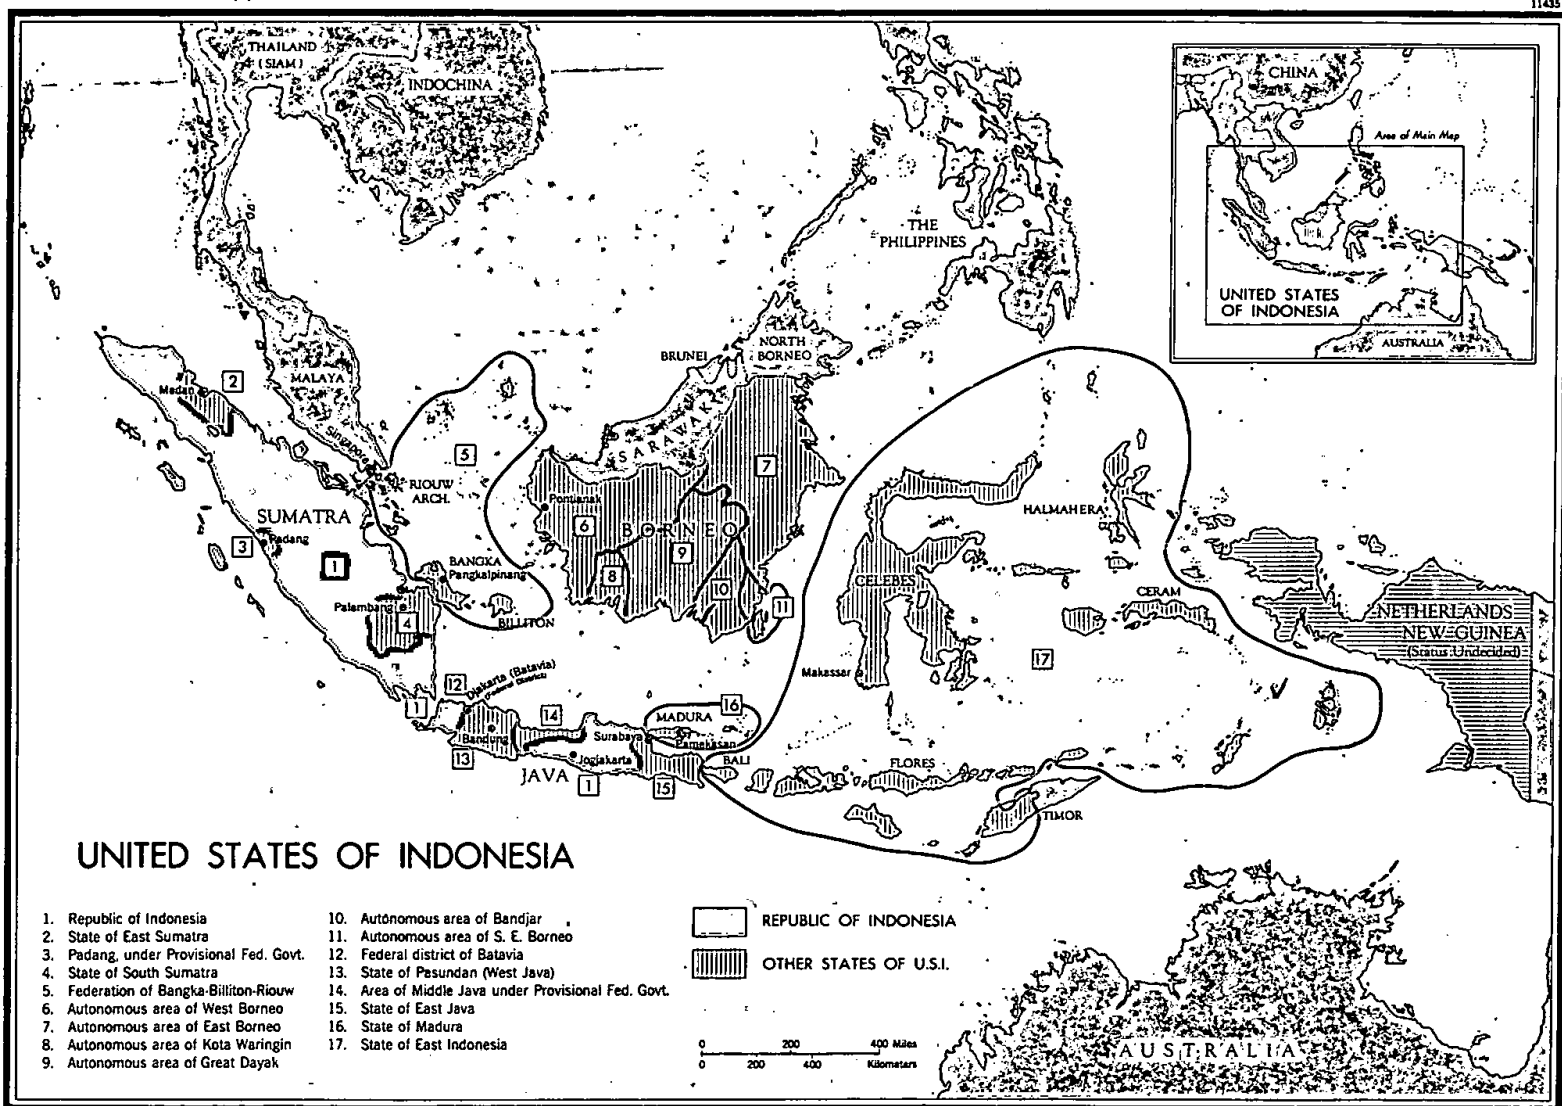 11435
THAILAND
(SIAM)
INDOCHINA
CHINA
Area of Main Map
UNITED STATES
OF INDONESIA
AUSTRALIA
THE
PHILIPPINES
BRUNEI
NORTH
BORNEO
MALAYA
2
Medan
Singapore
SARAWAK
5
7
RIOUW
ARCH.
Pontianak
HALMAHERA
SUMATRA
6
BORNEO
3
Padang
9
1
BANGKA
Pangkalpinang
8
CELEBES
10
CERAM
Palembang
11
4
BILLITON
NETHERLANDS
NEW GUINEA
(Status Undecided)
17
Makassar
12
Djakarta (Batavia)
(Federal District)
1
14
MADURA
16
Bandung
Surabaya
Pamekasan
13
Jogjakarta
BALI
FLORES
JAVA
1
15
TIMOR
UNITED STATES OF INDONESIA
1. Republic of Indonesia
2. State of East Sumatra
3. Padang, under Provisional Fed. Govt.
4. State of South Sumatra
5. Federation of Bangka-Billiton-Riouw
6. Autonomous area of West Borneo
7. Autonomous area of East Borneo
8. Autonomous area of Kota Waringin
9. Autonomous area of Great Dayak
10. Autonomous area of Bandjar
11. Autonomous area of S. E. Borneo
12. Federal district of Batavia
13. State of Pasundan (West Java)
14. Area of Middle Java under Provisional Fed. Govt.
15. State of East Java
16. State of Madura
17. State of East Indonesia
REPUBLIC OF INDONESIA
OTHER STATES OF U.S.I.
0 200 400 Miles
0 200 400 Kilometers
AUSTRALIA